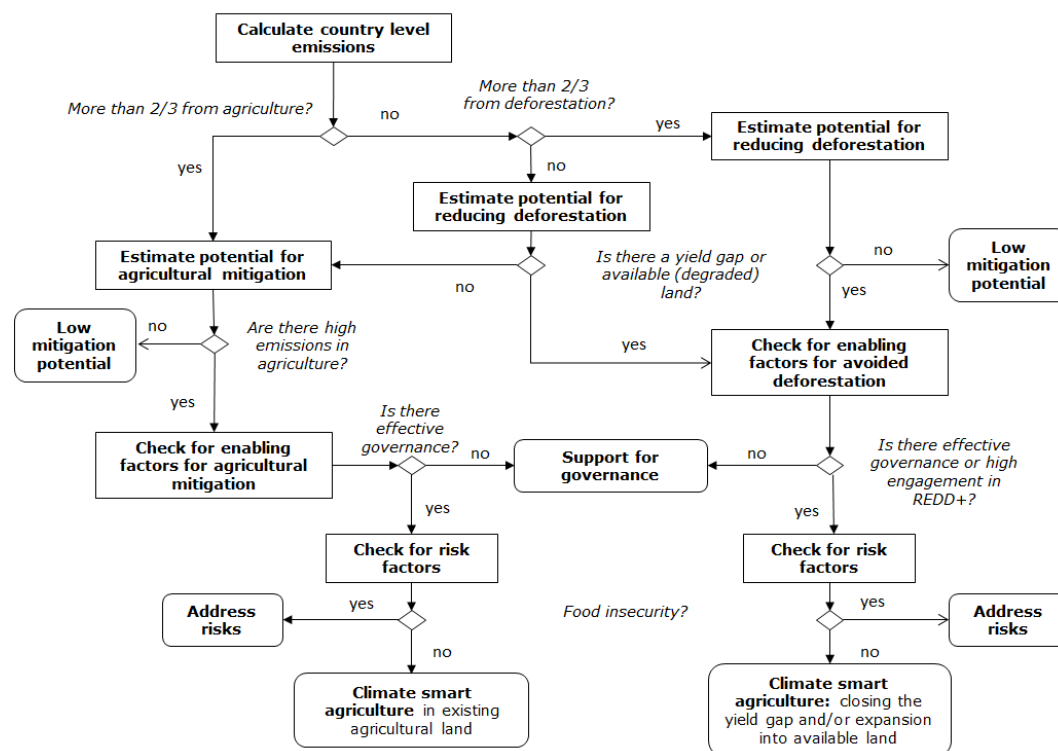 Calculate country level
emissions
More than 2/3 from agriculture?
no
More than 2/3
from deforestation?
yes
Estimate potential for
reducing deforestation
yes
no
Estimate potential for
reducing deforestation
Estimate potential for
agricultural mitigation
no
Is there a yield gap or
available (degraded)
land?
no
yes
Low
mitigation
potential
Low
mitigation
potential
no
Are there high
emissions in
agriculture?
yes
Check for enabling
factors for avoided
deforestation
yes
Check for enabling
factors for agricultural
mitigation
Is there
effective
governance?
no
Support for
governance
no
Is there effective
governance or high
engagement in
REDD+?
yes
yes
Check for risk
factors
Check for risk
factors
Address
risks
yes
Food insecurity?
yes
Address
risks
no
no
Climate smart
agriculture in existing
agricultural land
Climate smart
agriculture: closing the
yield gap and/or expansion
into available land